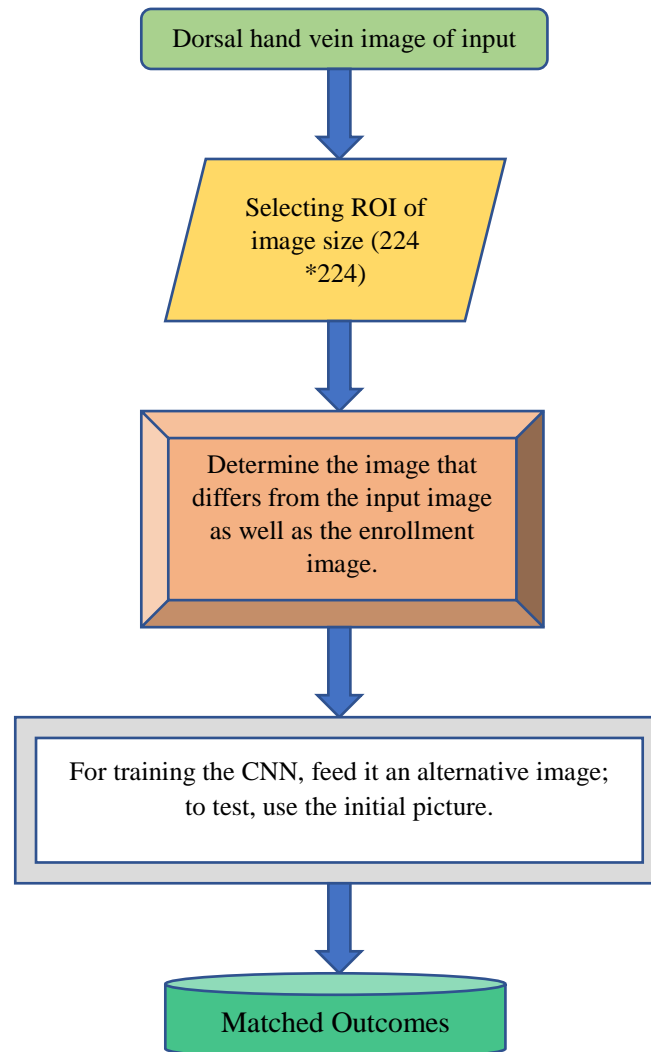 Dorsal hand vein image of input
Selecting ROI of
image size (224
*224)
Determine the image that
differs from the input image
as well as the enrollment
image.
For training the CNN, feed it an alternative image;
to test, use the initial picture.
Matched Outcomes